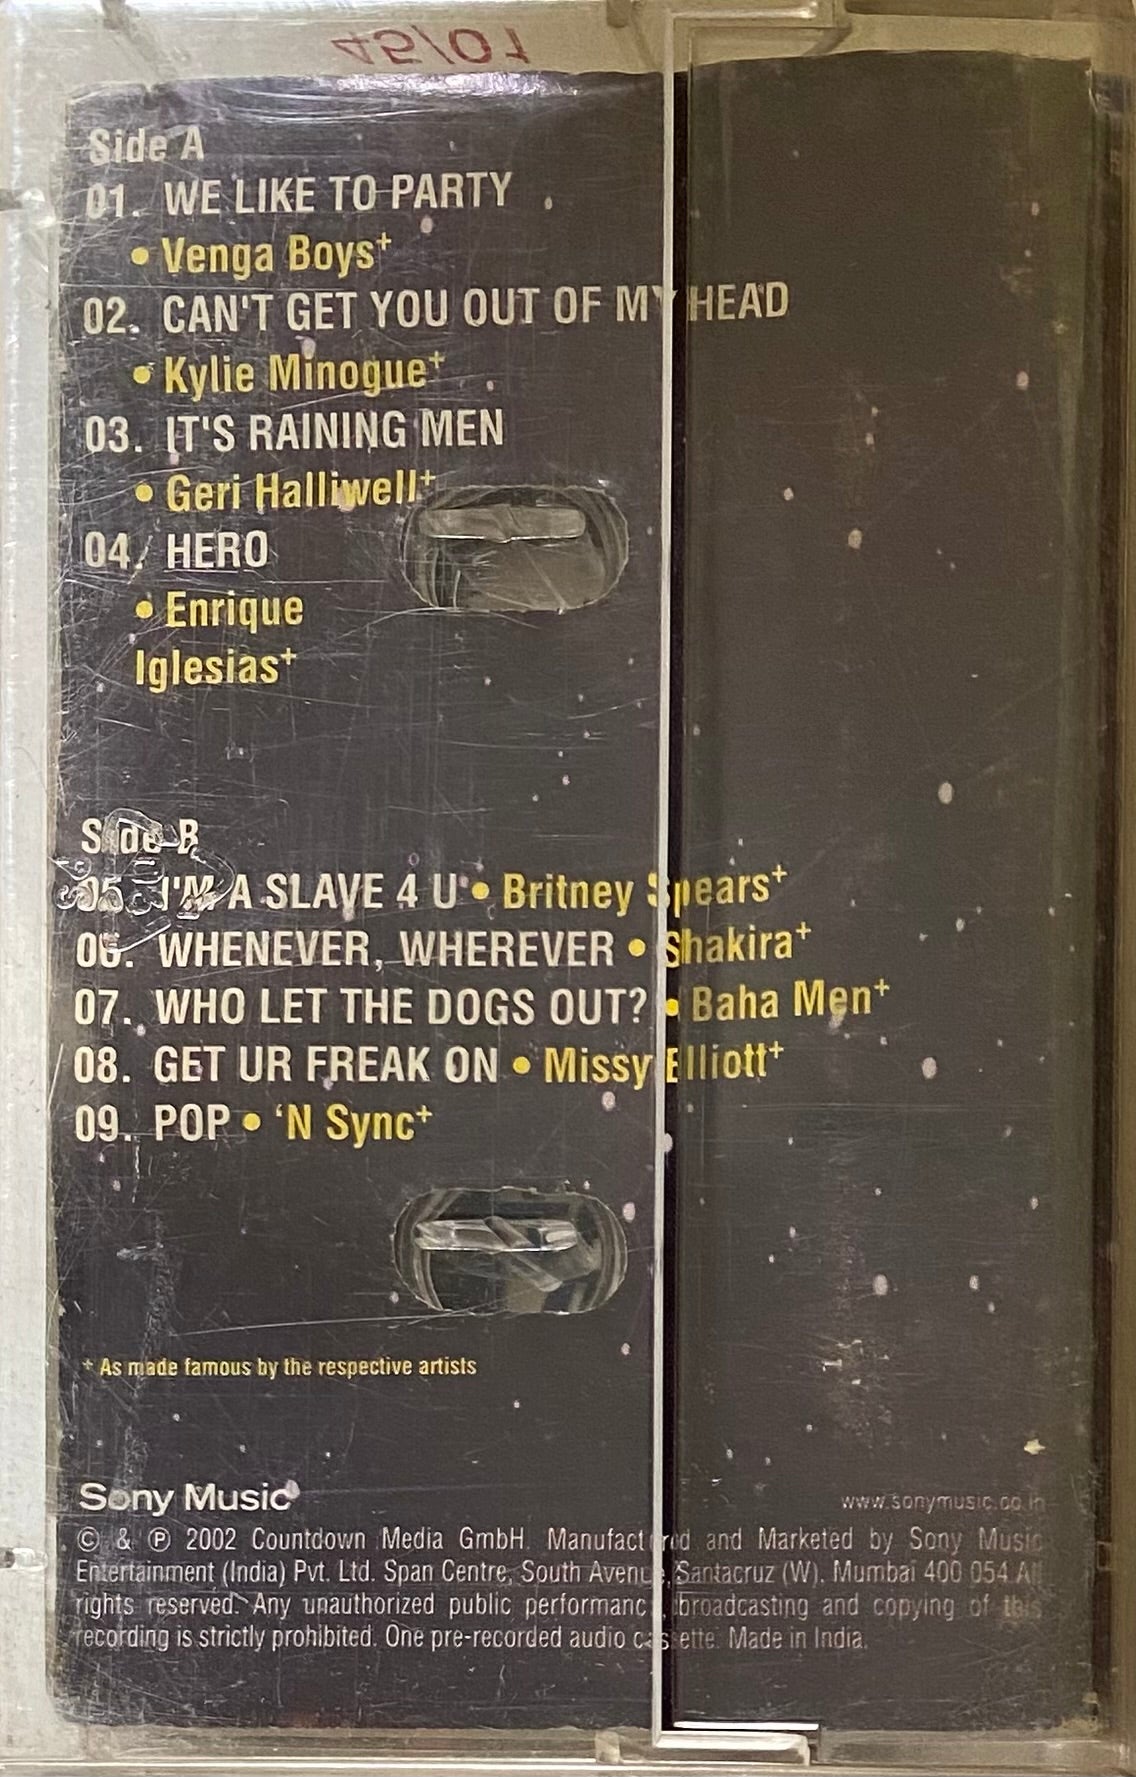 45/01
Side A
01. WE LIKE TO PARTY
• Venga Boys+
02. CAN'T GET YOU OUT OF MY HEAD
• Kylie Minogue+
03. IT'S RAINING MEN
• Geri Halliwell+
04. HERO
• Enrique
Iglesias+
Side B
05. I'M A SLAVE 4 U • Britney Spears+
06. WHENEVER, WHEREVER • Shakira+
07. WHO LET THE DOGS OUT? • Baha Men+
08. GET UR FREAK ON • Missy Elliott+
09. POP • 'N Sync+
+ As made famous by the respective artists
Sony Music
www.sonymusic.co.in
© & ℗ 2002 Countdown Media GmbH. Manufactured and Marketed by Sony Music
Entertainment (India) Pvt. Ltd. Span Centre, South Avenue, Santacruz (W). Mumbai 400 054 All
rights reserved. Any unauthorized public performance, broadcasting and copying of this
recording is strictly prohibited. One pre-recorded audio cassette. Made in India.